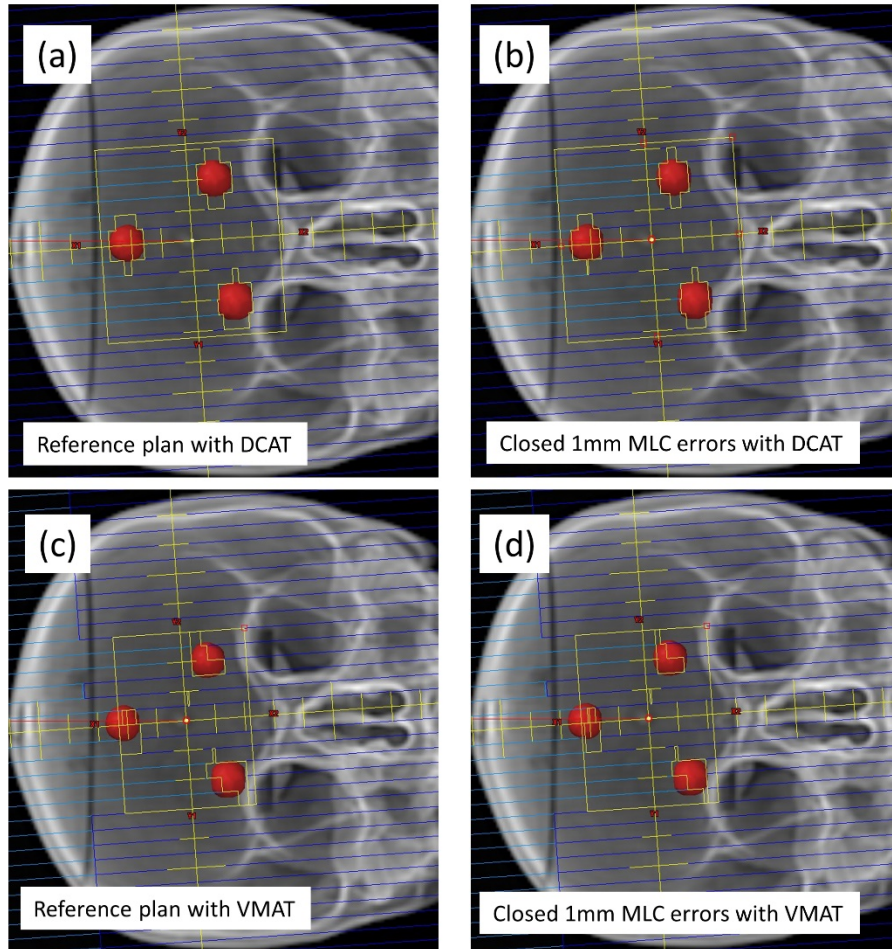 (a)
(b)
Reference plan with DCAT
Closed 1mm MLC errors with DCAT
(c)
(d)
Reference plan with VMAT
Closed 1mm MLC errors with VMAT